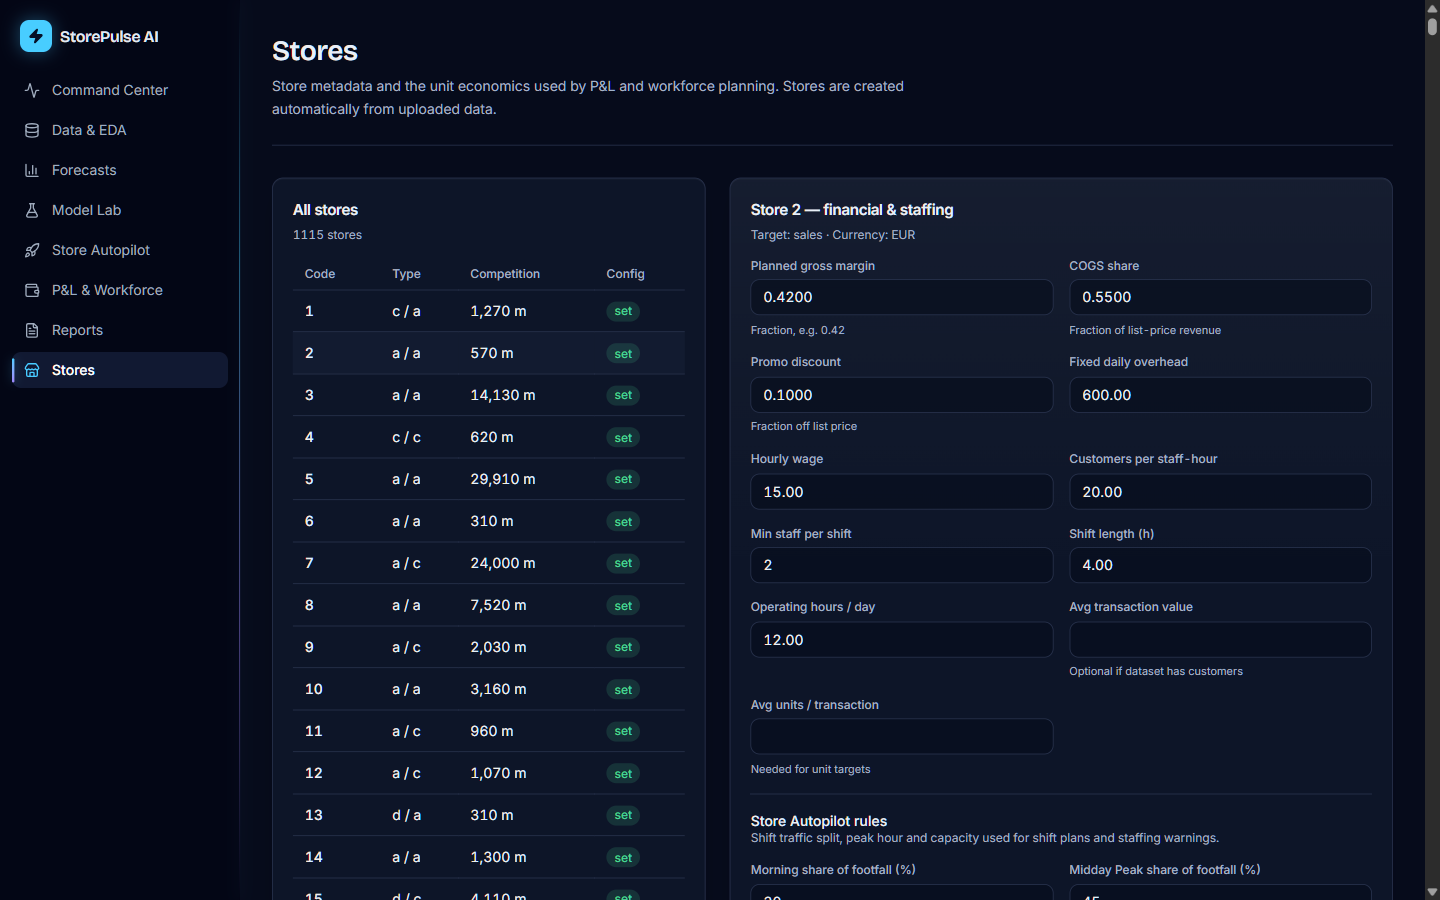 StorePulse AI
Command Center
Data & EDA
Forecasts
Model Lab
Store Autopilot
P&L & Workforce
Reports
Stores
Stores
Store metadata and the unit economics used by P&L and workforce planning. Stores are created
automatically from uploaded data.
All stores
1115 stores
Code Type Competition Config
1 c / a 1,270 m set
2 a / a 570 m set
3 a / a 14,130 m set
4 c / c 620 m set
5 a / a 29,910 m set
6 a / a 310 m set
7 a / c 24,000 m set
8 a / a 7,520 m set
9 a / c 2,030 m set
10 a / a 3,160 m set
11 a / c 960 m set
12 a / c 1,070 m set
13 d / a 310 m set
14 a / a 1,300 m set
15 d / c 4,110 m set
Store 2 — financial & staffing
Target: sales · Currency: EUR
Planned gross margin COGS share
0.4200 0.5500
Fraction, e.g. 0.42 Fraction of list-price revenue
Promo discount Fixed daily overhead
0.1000 600.00
Fraction off list price
Hourly wage Customers per staff-hour
15.00 20.00
Min staff per shift Shift length (h)
2 4.00
Operating hours / day Avg transaction value
12.00
Optional if dataset has customers
Avg units / transaction
Needed for unit targets
Store Autopilot rules
Shift traffic split, peak hour and capacity used for shift plans and staffing warnings.
Morning share of footfall (%) Midday Peak share of footfall (%)